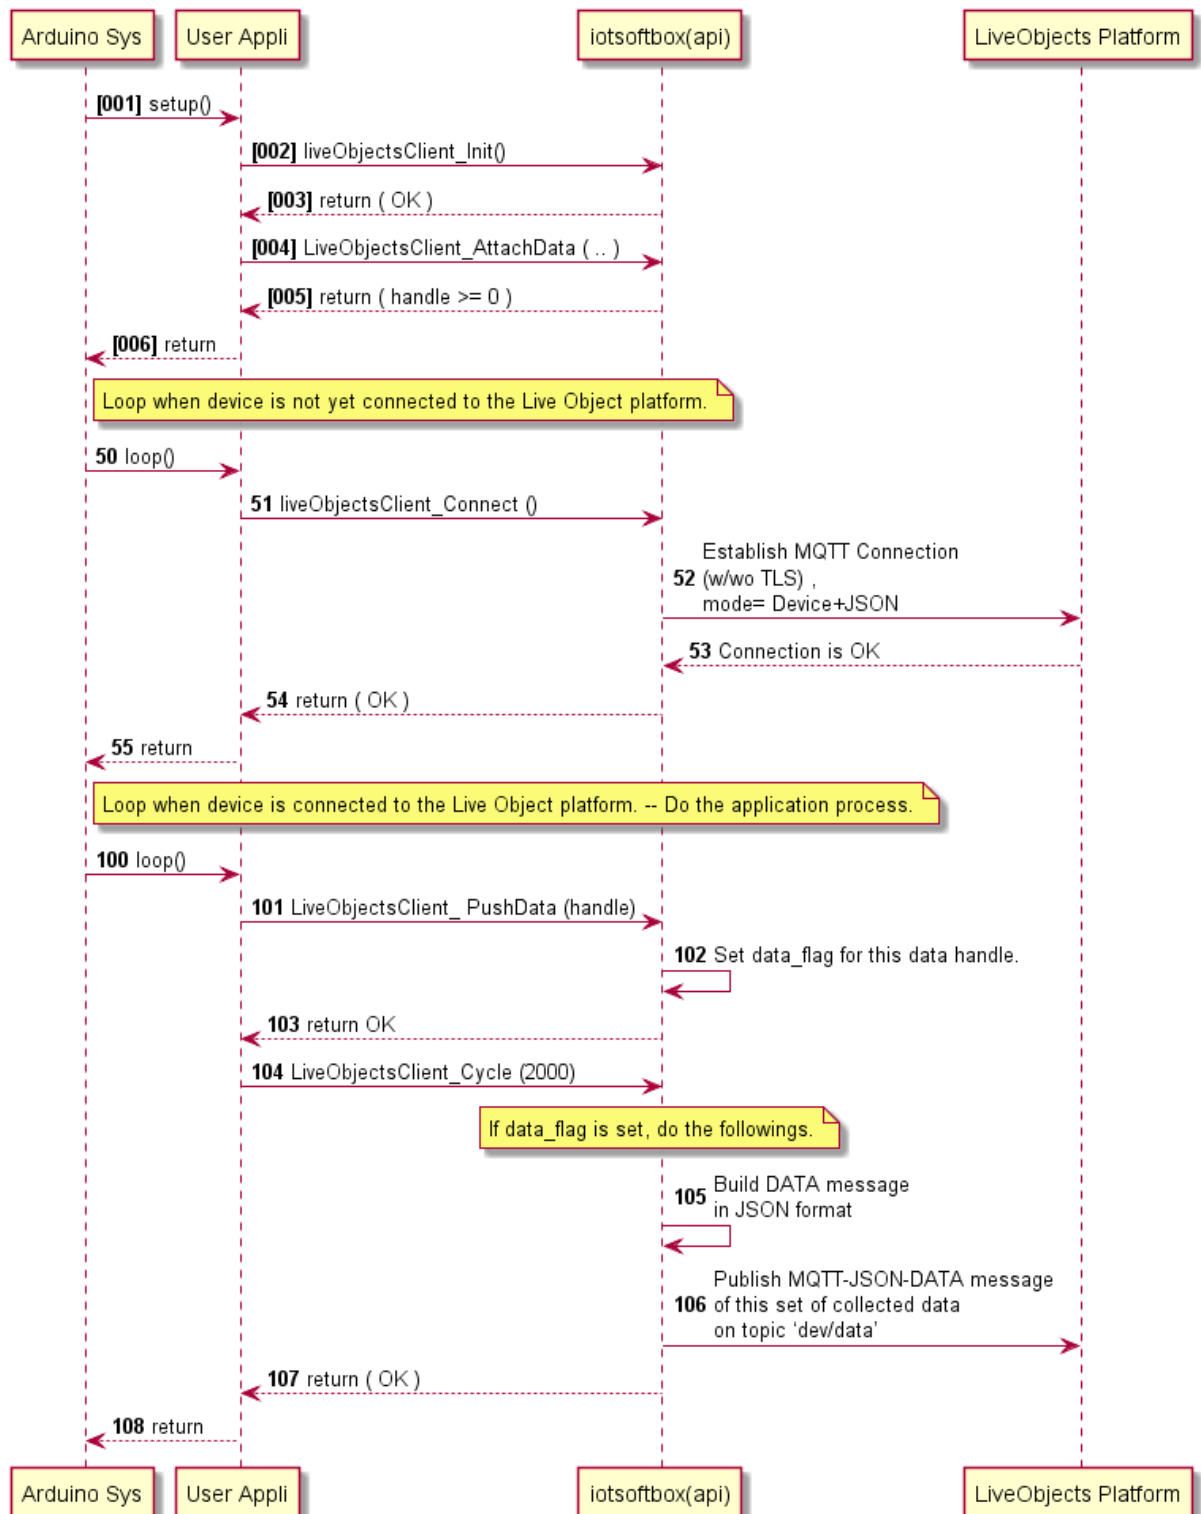 Arduino Sys
User Appli
iotsoftbox(api)
LiveObjects Platform
[001] setup()
[002] liveObjectsClient_Init()
[003] return ( OK )
[004] LiveObjectsClient_AttachData ( .. )
[005] return ( handle >= 0 )
[006] return
Loop when device is not yet connected to the Live Object platform.
50 loop()
51 liveObjectsClient_Connect ()
Establish MQTT Connection
52 (w/wo TLS) ,
mode= Device+JSON
53 Connection is OK
54 return ( OK )
55 return
Loop when device is connected to the Live Object platform. -- Do the application process.
100 loop()
101 LiveObjectsClient_ PushData (handle)
102 Set data_flag for this data handle.
103 return OK
104 LiveObjectsClient_Cycle (2000)
If data_flag is set, do the followings.
105 Build DATA message
in JSON format
Publish MQTT-JSON-DATA message
106 of this set of collected data
on topic ‘dev/data’
107 return ( OK )
108 return
Arduino Sys
User Appli
iotsoftbox(api)
LiveObjects Platform